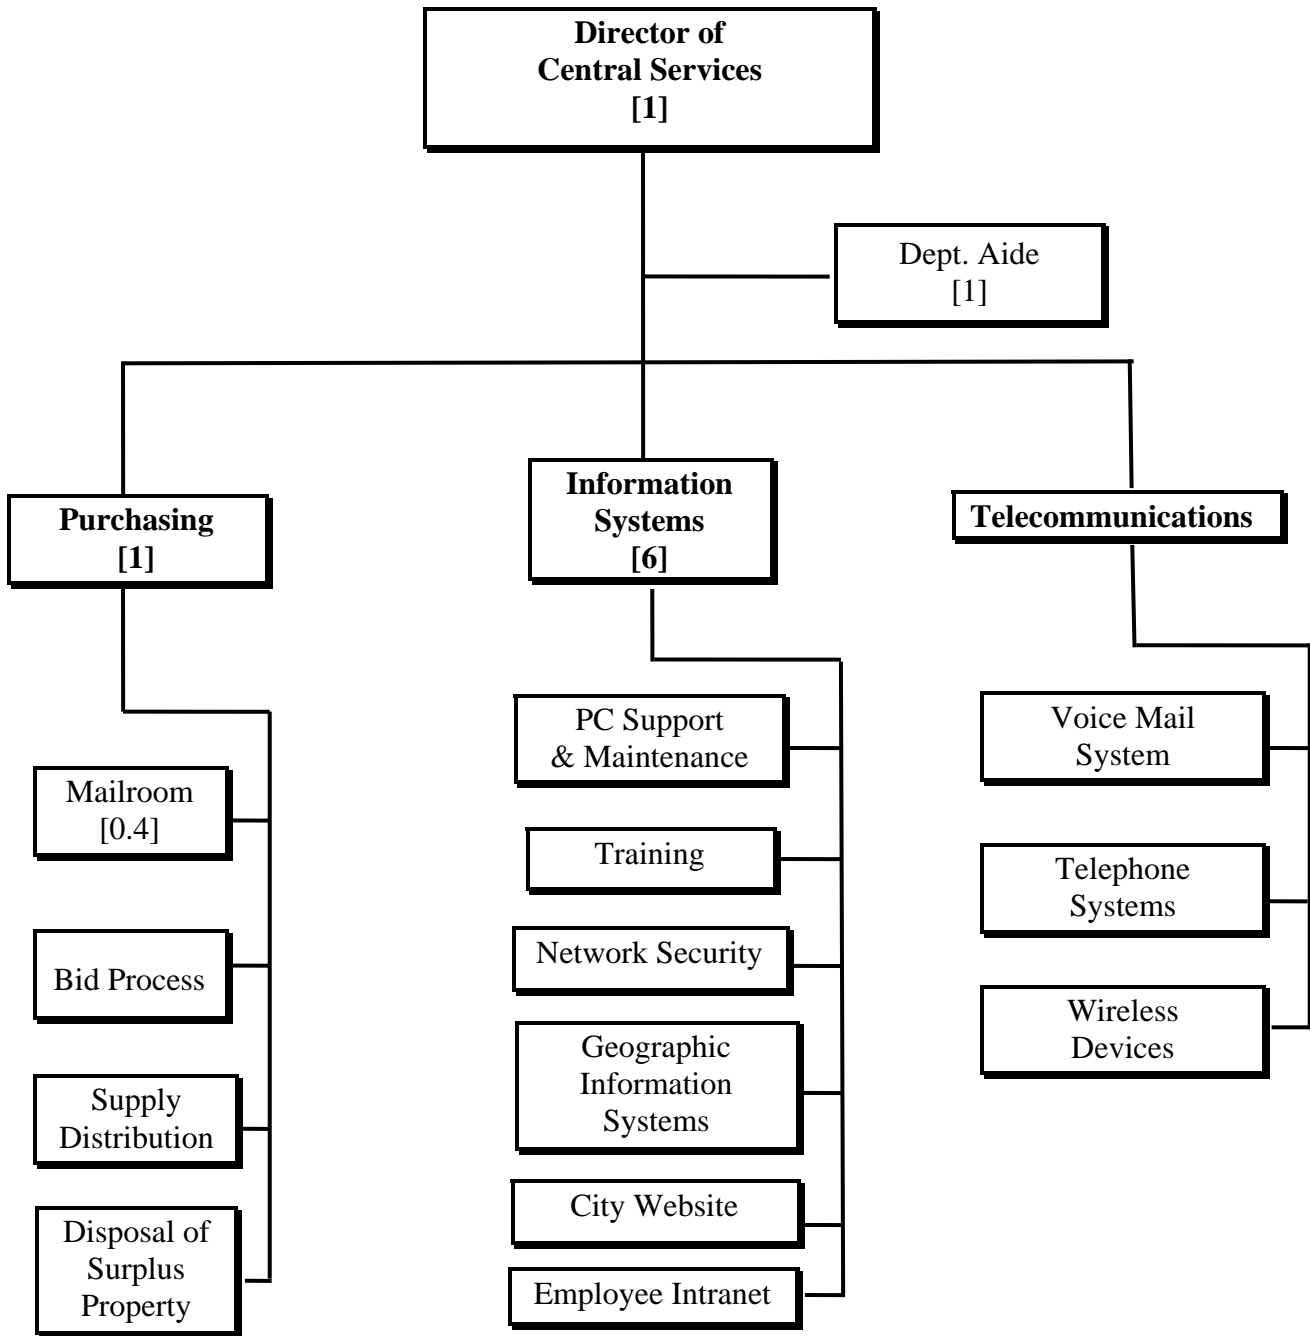 Director of
Central Services
[1]
Dept. Aide
[1]
Purchasing
[1]
Information
Systems
[6]
Telecommunications
Mailroom
[0.4]
Bid Process
Supply
Distribution
Disposal of
Surplus
Property
PC Support
& Maintenance
Training
Network Security
Geographic
Information
Systems
City Website
Employee Intranet
Voice Mail
System
Telephone
Systems
Wireless
Devices